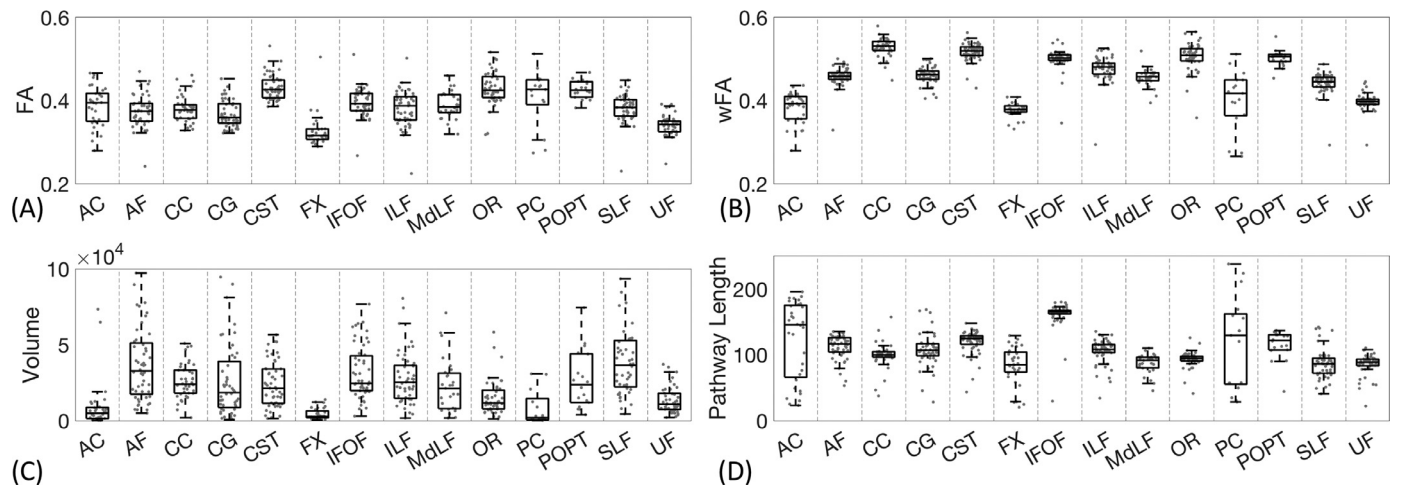 0.6
FA
0.4
0.2
(A)
AC AF CC CG CST FX IFOF ILF MdLF OR PC POPT SLF UF
0.6
wFA
0.4
0.2
(B)
AC AF CC CG CST FX IFOF ILF MdLF OR PC POPT SLF UF
×10⁴
10
Volume
5
0
(C)
AC AF CC CG CST FX IFOF ILF MdLF OR PC POPT SLF UF
Pathway Length
200
100
0
(D)
AC AF CC CG CST FX IFOF ILF MdLF OR PC POPT SLF UF